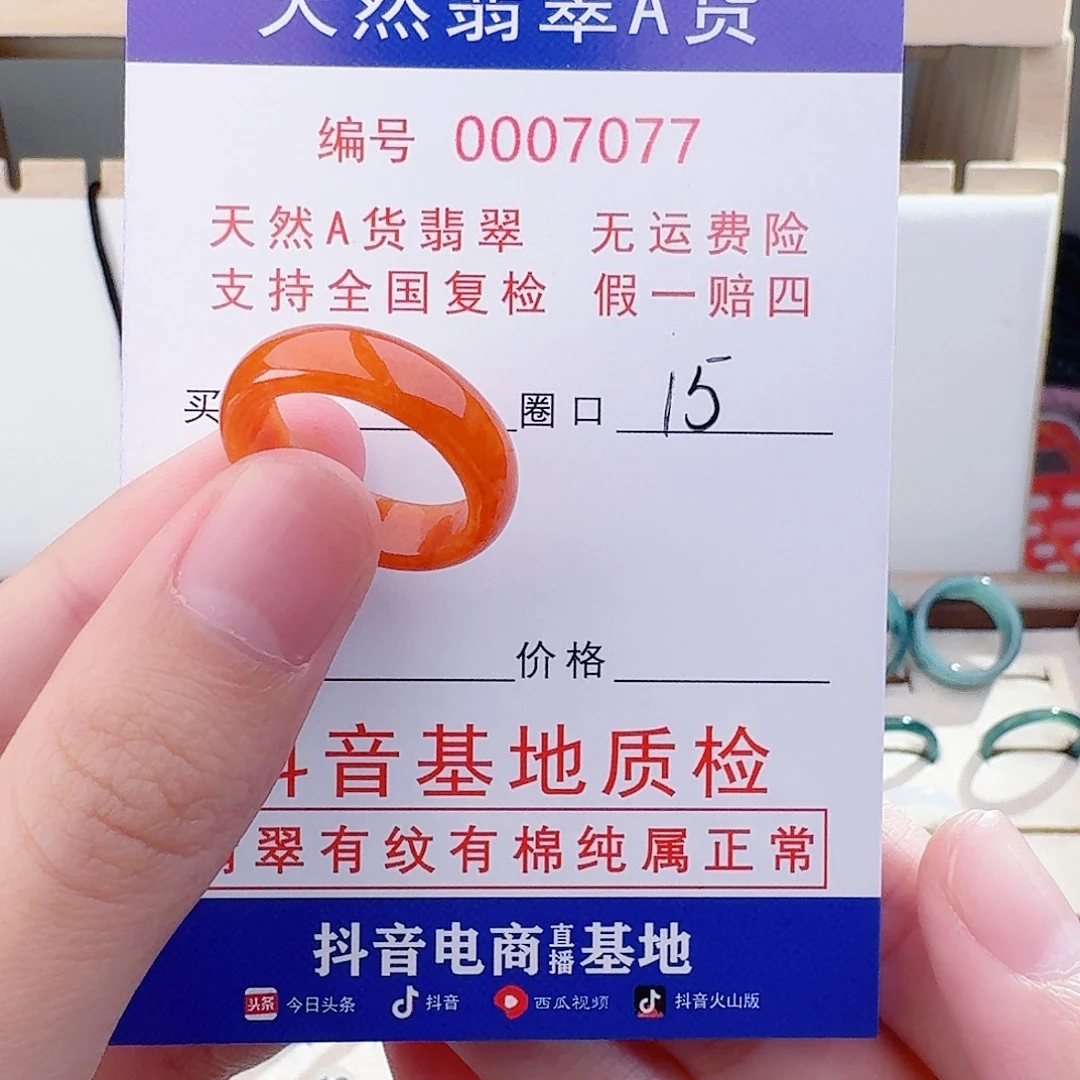 天然翡翠A货
编号 0007077
天然A货翡翠 无运费险
支持全国复检 假一赔四
买 圈口 15
价格
音基地质检
翠有纹有棉纯属正常
抖音电商直播基地
头条 今日头条 抖音 西瓜视频 抖音火山版